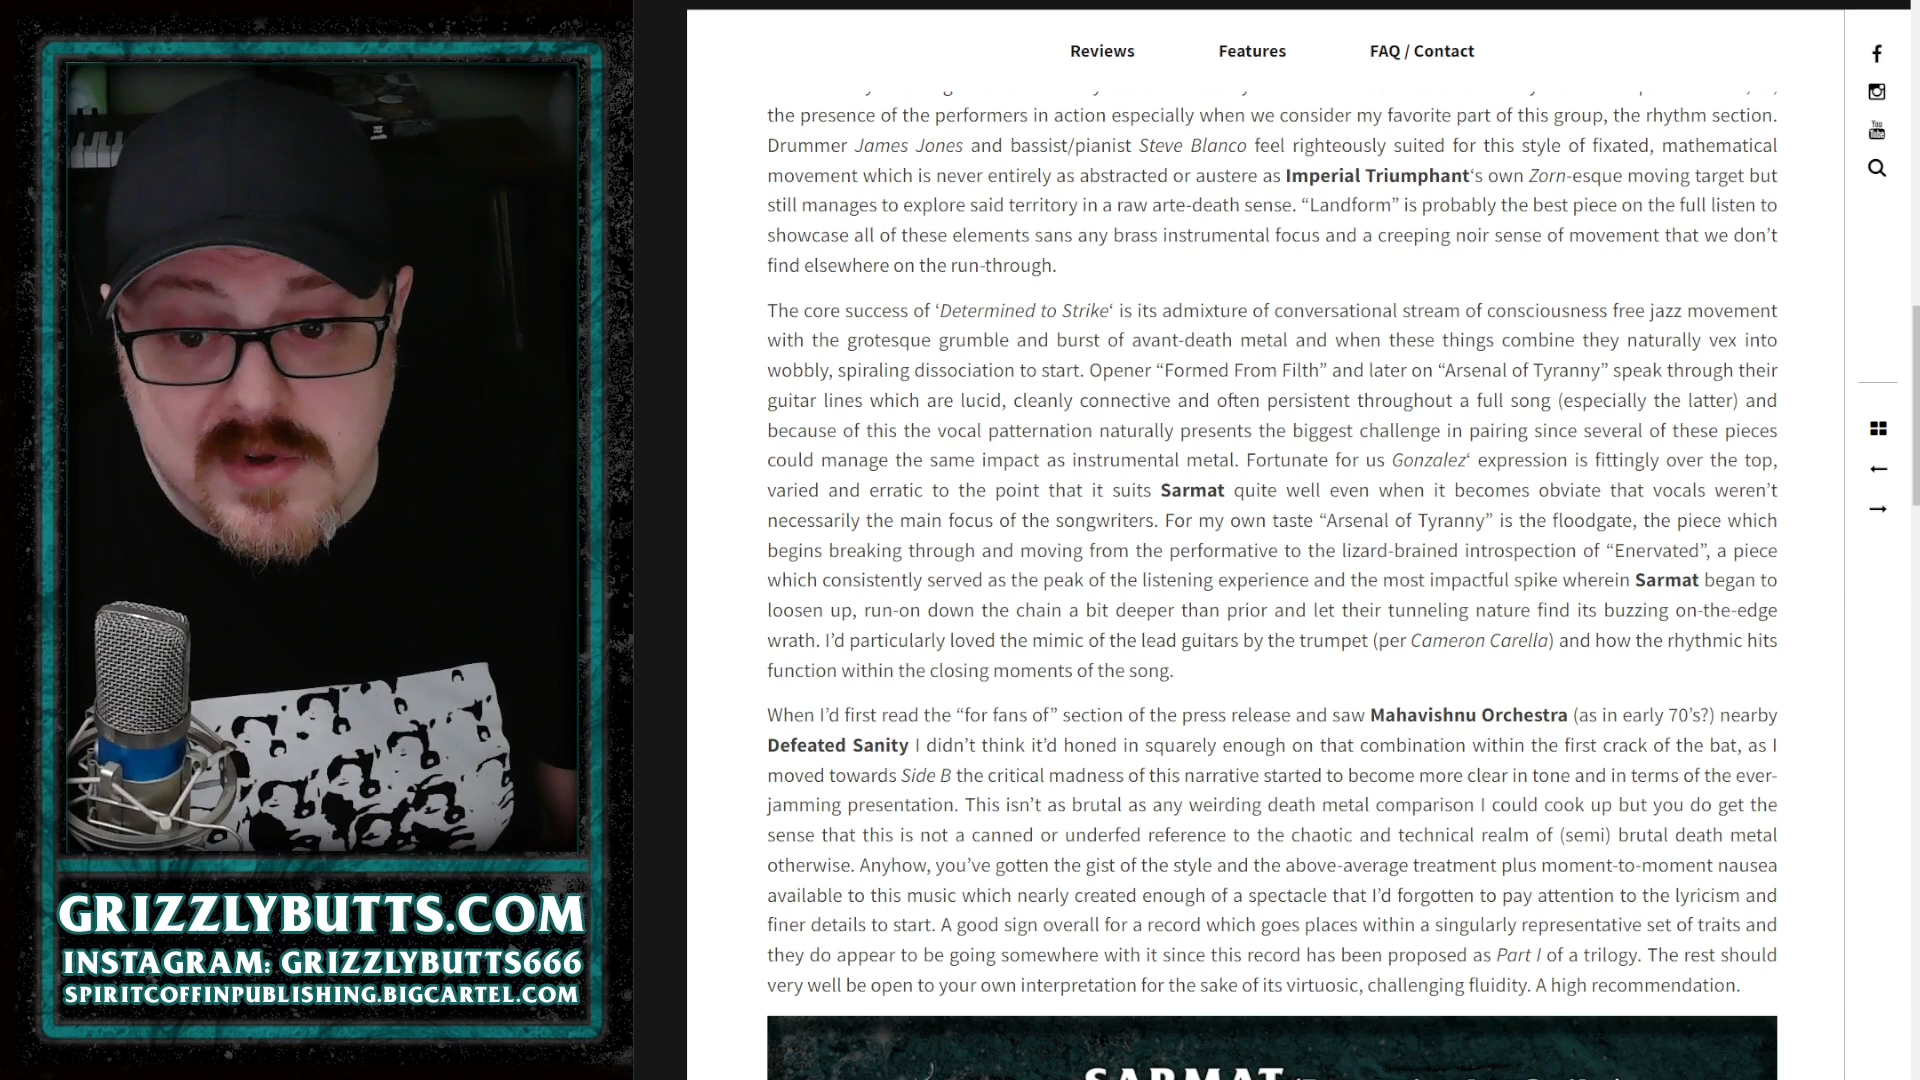 GRIZZLYBUTTS.COM
INSTAGRAM: GRIZZLYBUTTS666
SPIRITCOFFINPUBLISHING.BIGCARTEL.COM
Reviews Features FAQ / Contact
the presence of the performers in action especially when we consider my favorite part of this group, the rhythm section.
Drummer James Jones and bassist/pianist Steve Blanco feel righteously suited for this style of fixated, mathematical
movement which is never entirely as abstracted or austere as Imperial Triumphant‘s own Zorn-esque moving target but
still manages to explore said territory in a raw arte-death sense. “Landform” is probably the best piece on the full listen to
showcase all of these elements sans any brass instrumental focus and a creeping noir sense of movement that we don’t
find elsewhere on the run-through.
The core success of ‘Determined to Strike‘ is its admixture of conversational stream of consciousness free jazz movement
with the grotesque grumble and burst of avant-death metal and when these things combine they naturally vex into
wobbly, spiraling dissociation to start. Opener “Formed From Filth” and later on “Arsenal of Tyranny” speak through their
guitar lines which are lucid, cleanly connective and often persistent throughout a full song (especially the latter) and
because of this the vocal patternation naturally presents the biggest challenge in pairing since several of these pieces
could manage the same impact as instrumental metal. Fortunate for us Gonzalez‘ expression is fittingly over the top,
varied and erratic to the point that it suits Sarmat quite well even when it becomes obviate that vocals weren’t
necessarily the main focus of the songwriters. For my own taste “Arsenal of Tyranny” is the floodgate, the piece which
begins breaking through and moving from the performative to the lizard-brained introspection of “Enervated”, a piece
which consistently served as the peak of the listening experience and the most impactful spike wherein Sarmat began to
loosen up, run-on down the chain a bit deeper than prior and let their tunneling nature find its buzzing on-the-edge
wrath. I’d particularly loved the mimic of the lead guitars by the trumpet (per Cameron Carella) and how the rhythmic hits
function within the closing moments of the song.
When I’d first read the “for fans of” section of the press release and saw Mahavishnu Orchestra (as in early 70’s?) nearby
Defeated Sanity I didn’t think it’d honed in squarely enough on that combination within the first crack of the bat, as I
moved towards Side B the critical madness of this narrative started to become more clear in tone and in terms of the ever-
jamming presentation. This isn’t as brutal as any weirding death metal comparison I could cook up but you do get the
sense that this is not a canned or underfed reference to the chaotic and technical realm of (semi) brutal death metal
otherwise. Anyhow, you’ve gotten the gist of the style and the above-average treatment plus moment-to-moment nausea
available to this music which nearly created enough of a spectacle that I’d forgotten to pay attention to the lyricism and
finer details to start. A good sign overall for a record which goes places within a singularly representative set of traits and
they do appear to be going somewhere with it since this record has been proposed as Part I of a trilogy. The rest should
very well be open to your own interpretation for the sake of its virtuosic, challenging fluidity. A high recommendation.
SARMAT
You Tube